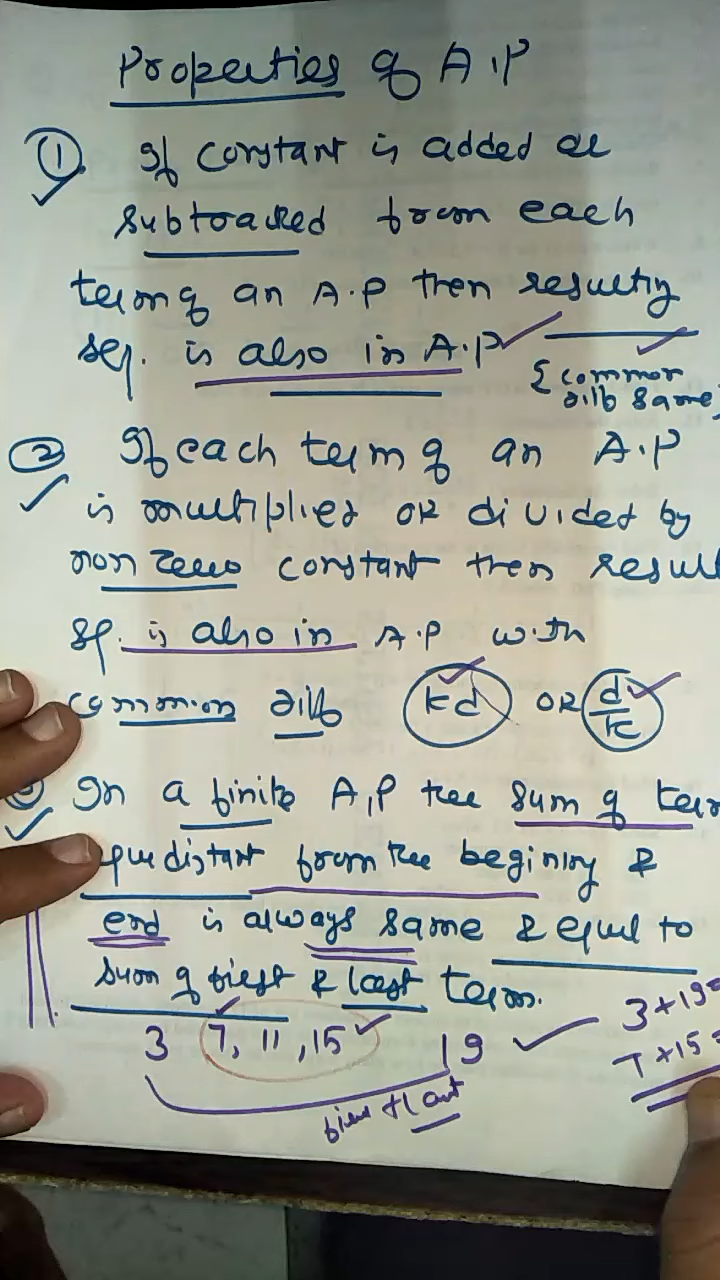 Properties of A.P
① If constant is added or
subtracted from each
term of an A.P then resulting
seq. is also in A.P
{common
diff same}
② If each term of an A.P
is multiplied or divided by
non zero constant then result
sq. is also in A.P with
common diff kd OR d/k
③ In a finite A.P the sum of term
equidistant from the begining &
end is always same & equal to
sum of first & last term.
3 7, 11, 15 19
3+19=
7+15=
first + last